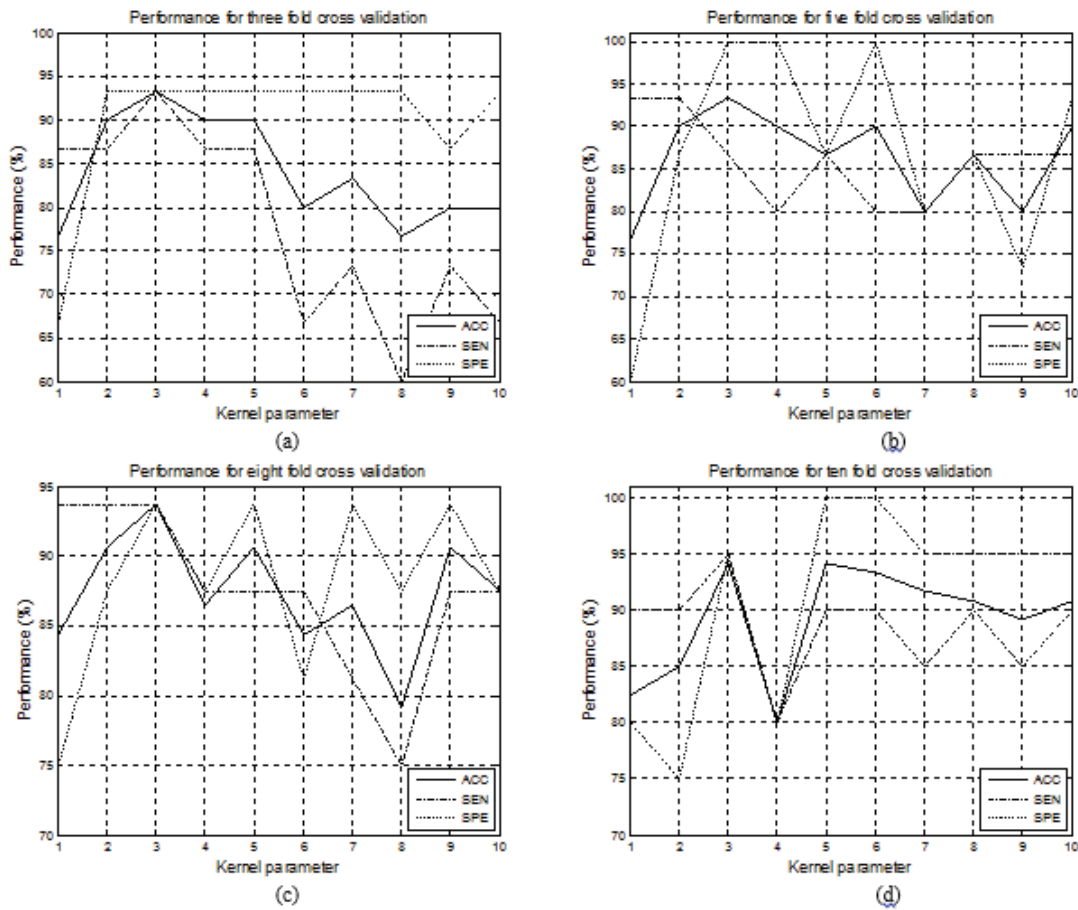 Performance for three fold cross validation
100
95
90
85
80
75
70
65
60
Performance (%)
ACC
SEN
SPE
1 2 3 4 5 6 7 8 9 10
Kernel parameter
(a)
Performance for five fold cross validation
100
95
90
85
80
75
70
65
60
Performance (%)
ACC
SEN
SPE
1 2 3 4 5 6 7 8 9 10
Kernel parameter
(b)
Performance for eight fold cross validation
95
90
85
80
75
70
Performance (%)
ACC
SEN
SPE
1 2 3 4 5 6 7 8 9 10
Kernel parameter
(c)
Performance for ten fold cross validation
100
95
90
85
80
75
70
Performance (%)
ACC
SEN
SPE
1 2 3 4 5 6 7 8 9 10
Kernel parameter
(d)